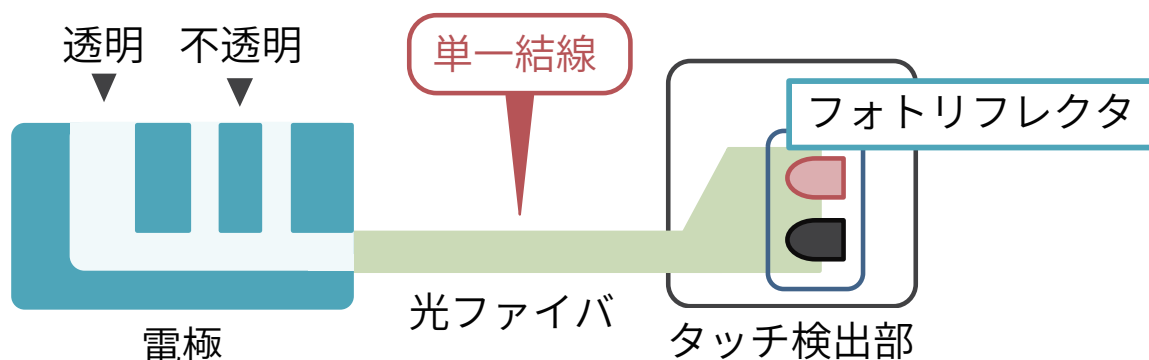 透明
不透明
単一結線
フォトリフレクタ
電極
光ファイバ
タッチ検出部